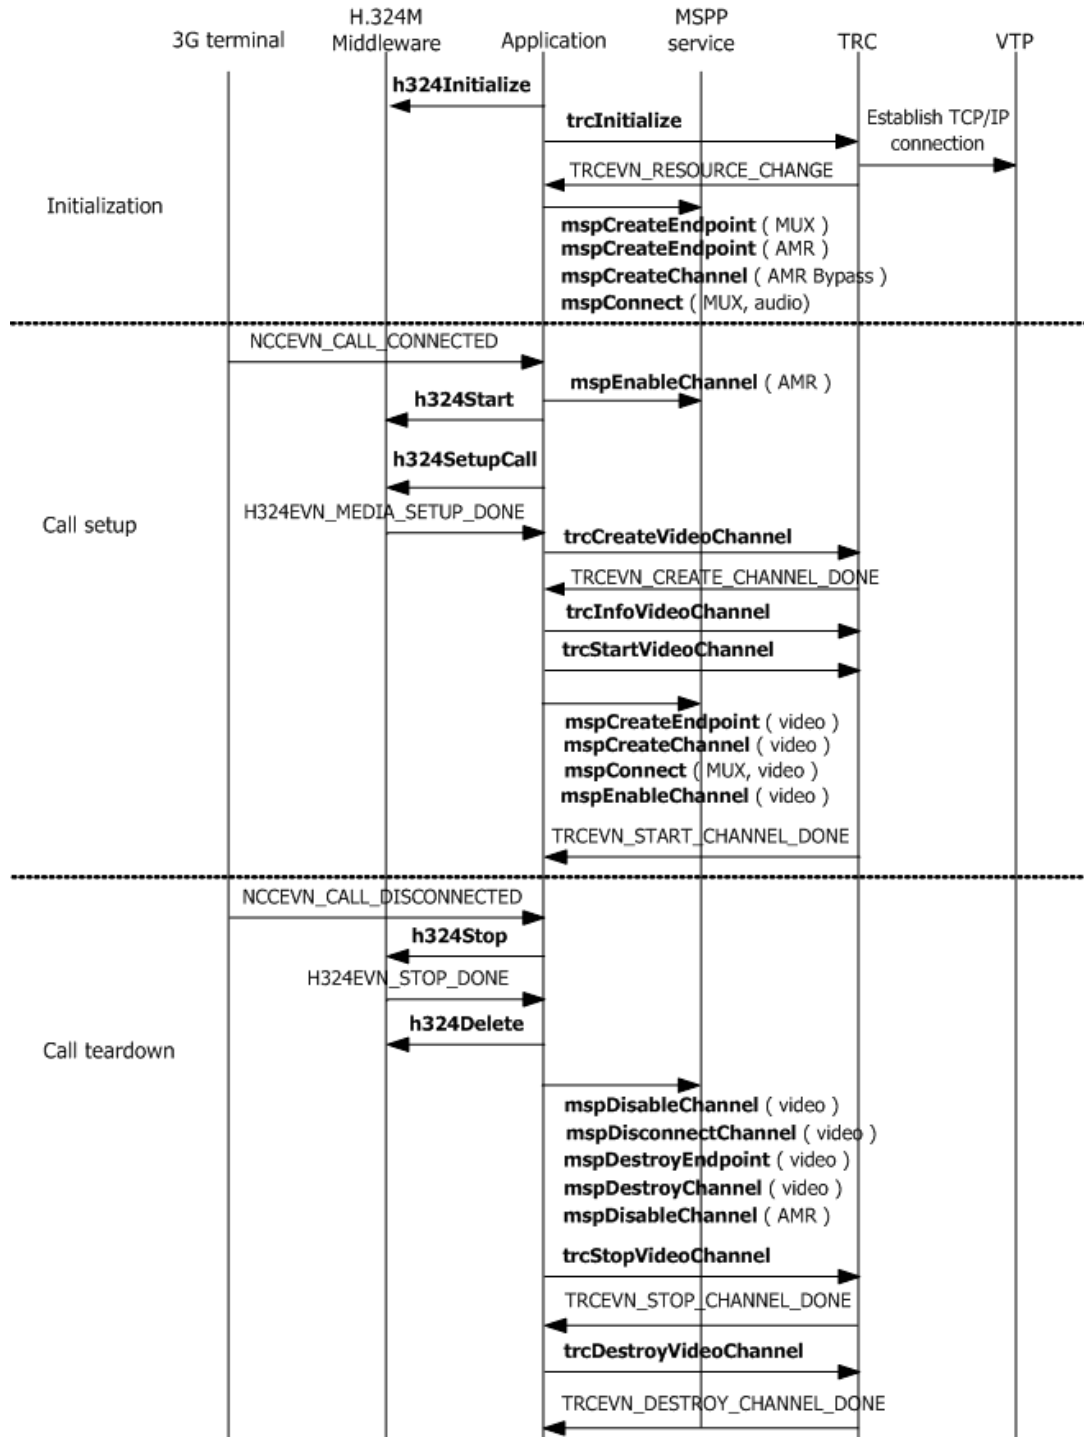 H.324M
MSPP
3G terminal
Middleware
Application
service
TRC
VTP
h324Initialize
trcInitialize
Establish TCP/IP
connection
TRCEVN_RESOURCE_CHANGE
Initialization
mspCreateEndpoint ( MUX )
mspCreateEndpoint ( AMR )
mspCreateChannel ( AMR Bypass )
mspConnect ( MUX, audio)
NCCEVN_CALL_CONNECTED
mspEnableChannel ( AMR )
h324Start
h324SetupCall
H324EVN_MEDIA_SETUP_DONE
Call setup
trcCreateVideoChannel
TRCEVN_CREATE_CHANNEL_DONE
trcInfoVideoChannel
trcStartVideoChannel
mspCreateEndpoint ( video )
mspCreateChannel ( video )
mspConnect ( MUX, video )
mspEnableChannel ( video )
TRCEVN_START_CHANNEL_DONE
NCCEVN_CALL_DISCONNECTED
h324Stop
H324EVN_STOP_DONE
h324Delete
Call teardown
mspDisableChannel ( video )
mspDisconnectChannel ( video )
mspDestroyEndpoint ( video )
mspDestroyChannel ( video )
mspDisableChannel ( AMR )
trcStopVideoChannel
TRCEVN_STOP_CHANNEL_DONE
trcDestroyVideoChannel
TRCEVN_DESTROY_CHANNEL_DONE